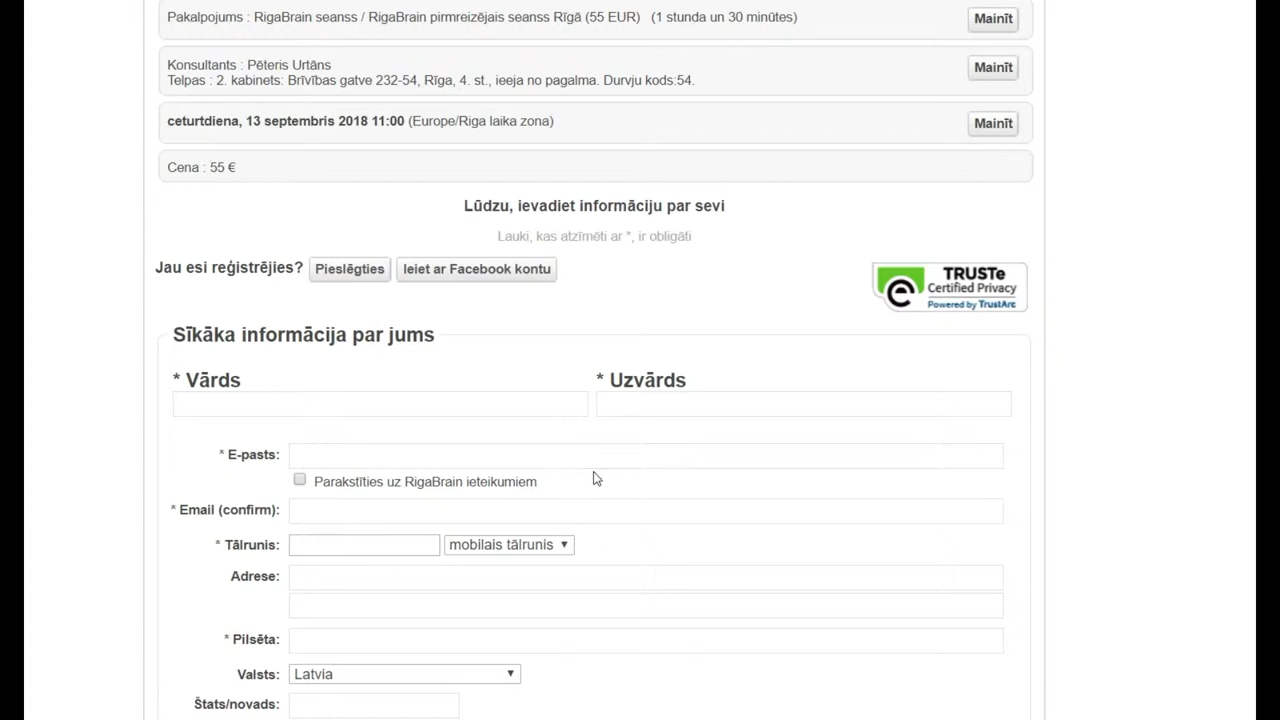 Pakalpojums : RigaBrain seanss / RigaBrain pirmreizējais seanss Rīgā (55 EUR) (1 stunda un 30 minūtes)
Mainīt
Konsultants : Pēteris Urtāns
Telpas : 2. kabinets: Brīvības gatve 232-54, Rīga, 4. st., ieeja no pagalma. Durvju kods:54.
Mainīt
ceturtdiena, 13 septembris 2018 11:00 (Europe/Riga laika zona)
Mainīt
Cena : 55 €
Lūdzu, ievadiet informāciju par sevi
Lauki, kas atzīmēti ar *, ir obligāti
Jau esi reģistrējies? Pieslēgties Ieiet ar Facebook kontu
TRUSTe
Certified Privacy
Powered by TrustArc
Sīkāka informācija par jums
* Vārds * Uzvārds
* E-pasts:
Parakstīties uz RigaBrain ieteikumiem
* Email (confirm):
* Tālrunis: mobilais tālrunis
Adrese:
* Pilsēta:
Valsts: Latvia
Štats/novads: